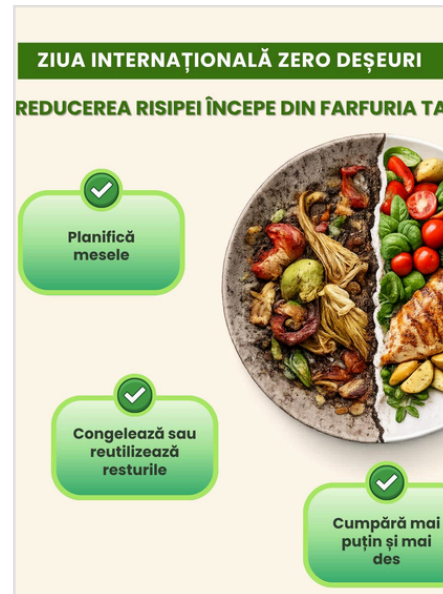 ZIUA INTERNAȚIONALĂ ZERO DEȘEURI
REDUCEREA RISIPEI ÎNCEPE DIN FARFURIA TA
Planifică
mesele
Congelează sau
reutilizează
resturile
Cumpără mai
puțin și mai
des